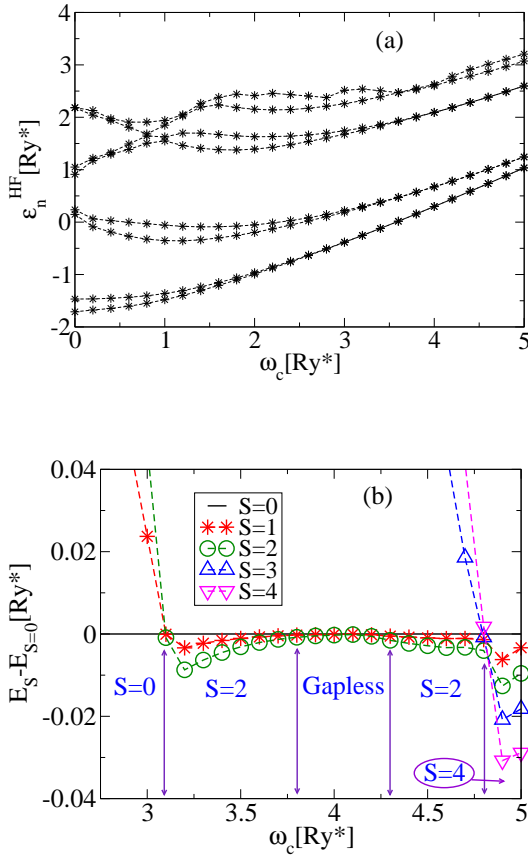 (a)
4
3
2
1
0
-1
-2
ε_n^HF [Ry*]
0 1 2 3 4 5
ω_c[Ry*]
(b)
0.04
0.02
0
-0.02
-0.04
E_S-E_S=0[Ry*]
S=0
S=1
S=2
S=3
S=4
S=0 S=2 Gapless S=2
S=4
3 3.5 4 4.5 5
ω_c[Ry*]